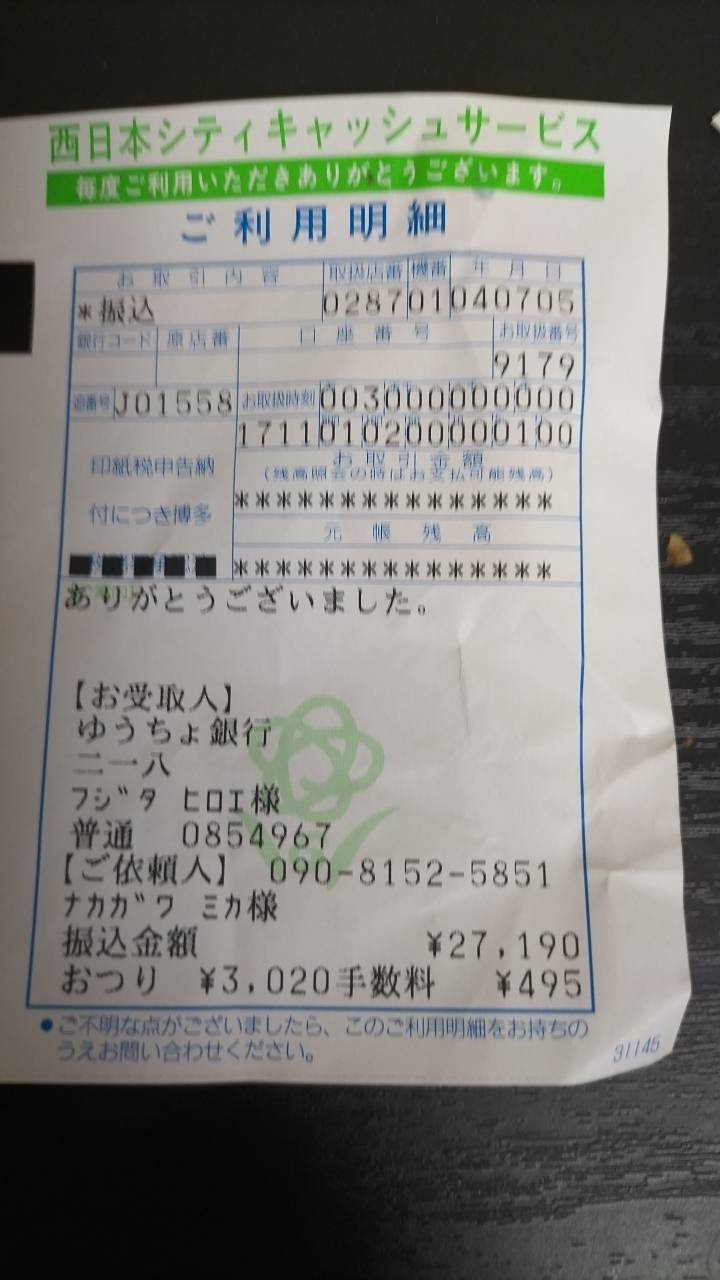 西日本シティキャッシュサービス
毎度ご利用いただきありがとうございます。
ご利用明細
お取引内容 取扱店番 機番 年月日
*振込 0287 01 040705
銀行コード 原店番 口座番号 お取扱番号
9179
追番号 J01558 お取扱時刻 003000000000
1711010200000100
印紙税申告納 お取引金額
(残高照会の時はお支払可能残高)
付につき博多 ***************
元帳残高
***************
ありがとうございました。
【お受取人】
ゆうちょ銀行
二一八
フジタ ヒロエ様
普通 0854967
【ご依頼人】 090-8152-5851
ナカガワ ミカ様
振込金額 ¥27,190
おつり ¥3,020手数料 ¥495
●ご不明な点がございましたら、このご利用明細をお持ちの
うえお問い合わせください。
31145